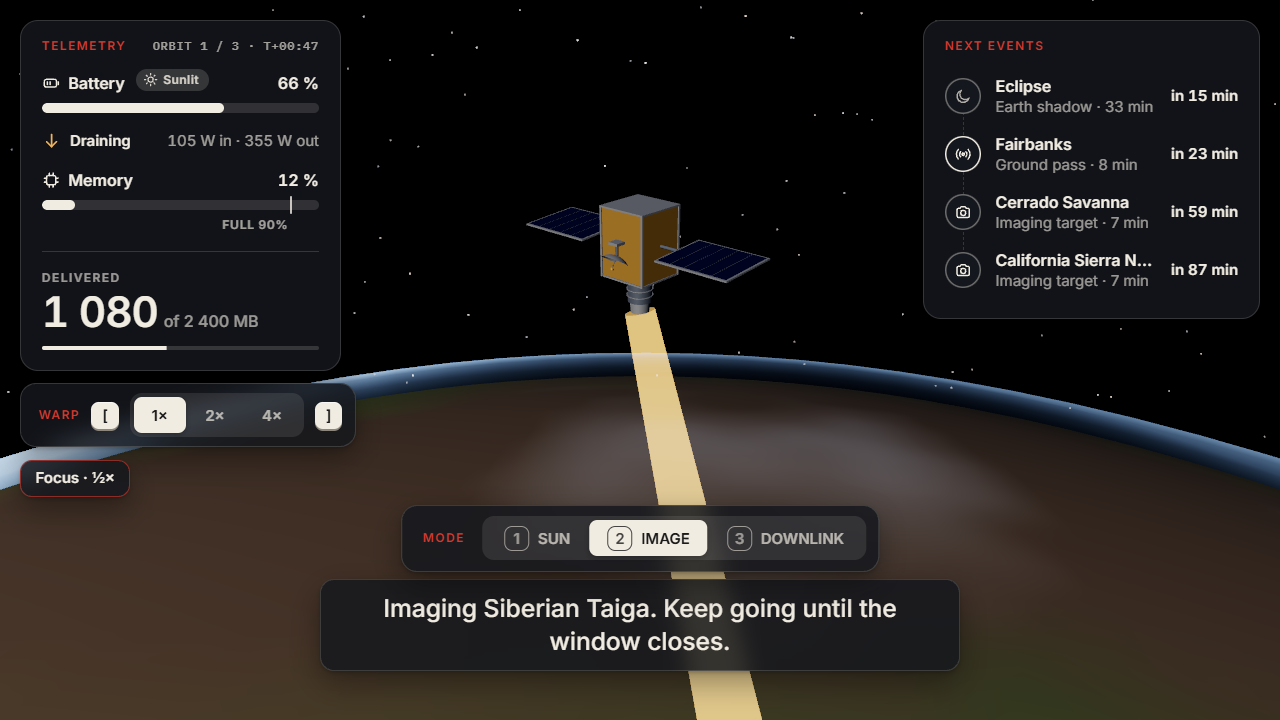 TELEMETRY ORBIT 1 / 3 · T+00:47
Battery Sunlit 66 %
Draining 105 W in · 355 W out
Memory 12 %
FULL 90%
DELIVERED
1 080 of 2 400 MB
WARP [ 1× 2× 4× ]
Focus · ½×
NEXT EVENTS
Eclipse
Earth shadow · 33 min
in 15 min
Fairbanks
Ground pass · 8 min
in 23 min
Cerrado Savanna
Imaging target · 7 min
in 59 min
California Sierra N...
Imaging target · 7 min
in 87 min
MODE 1 SUN 2 IMAGE 3 DOWNLINK
Imaging Siberian Taiga. Keep going until the
window closes.